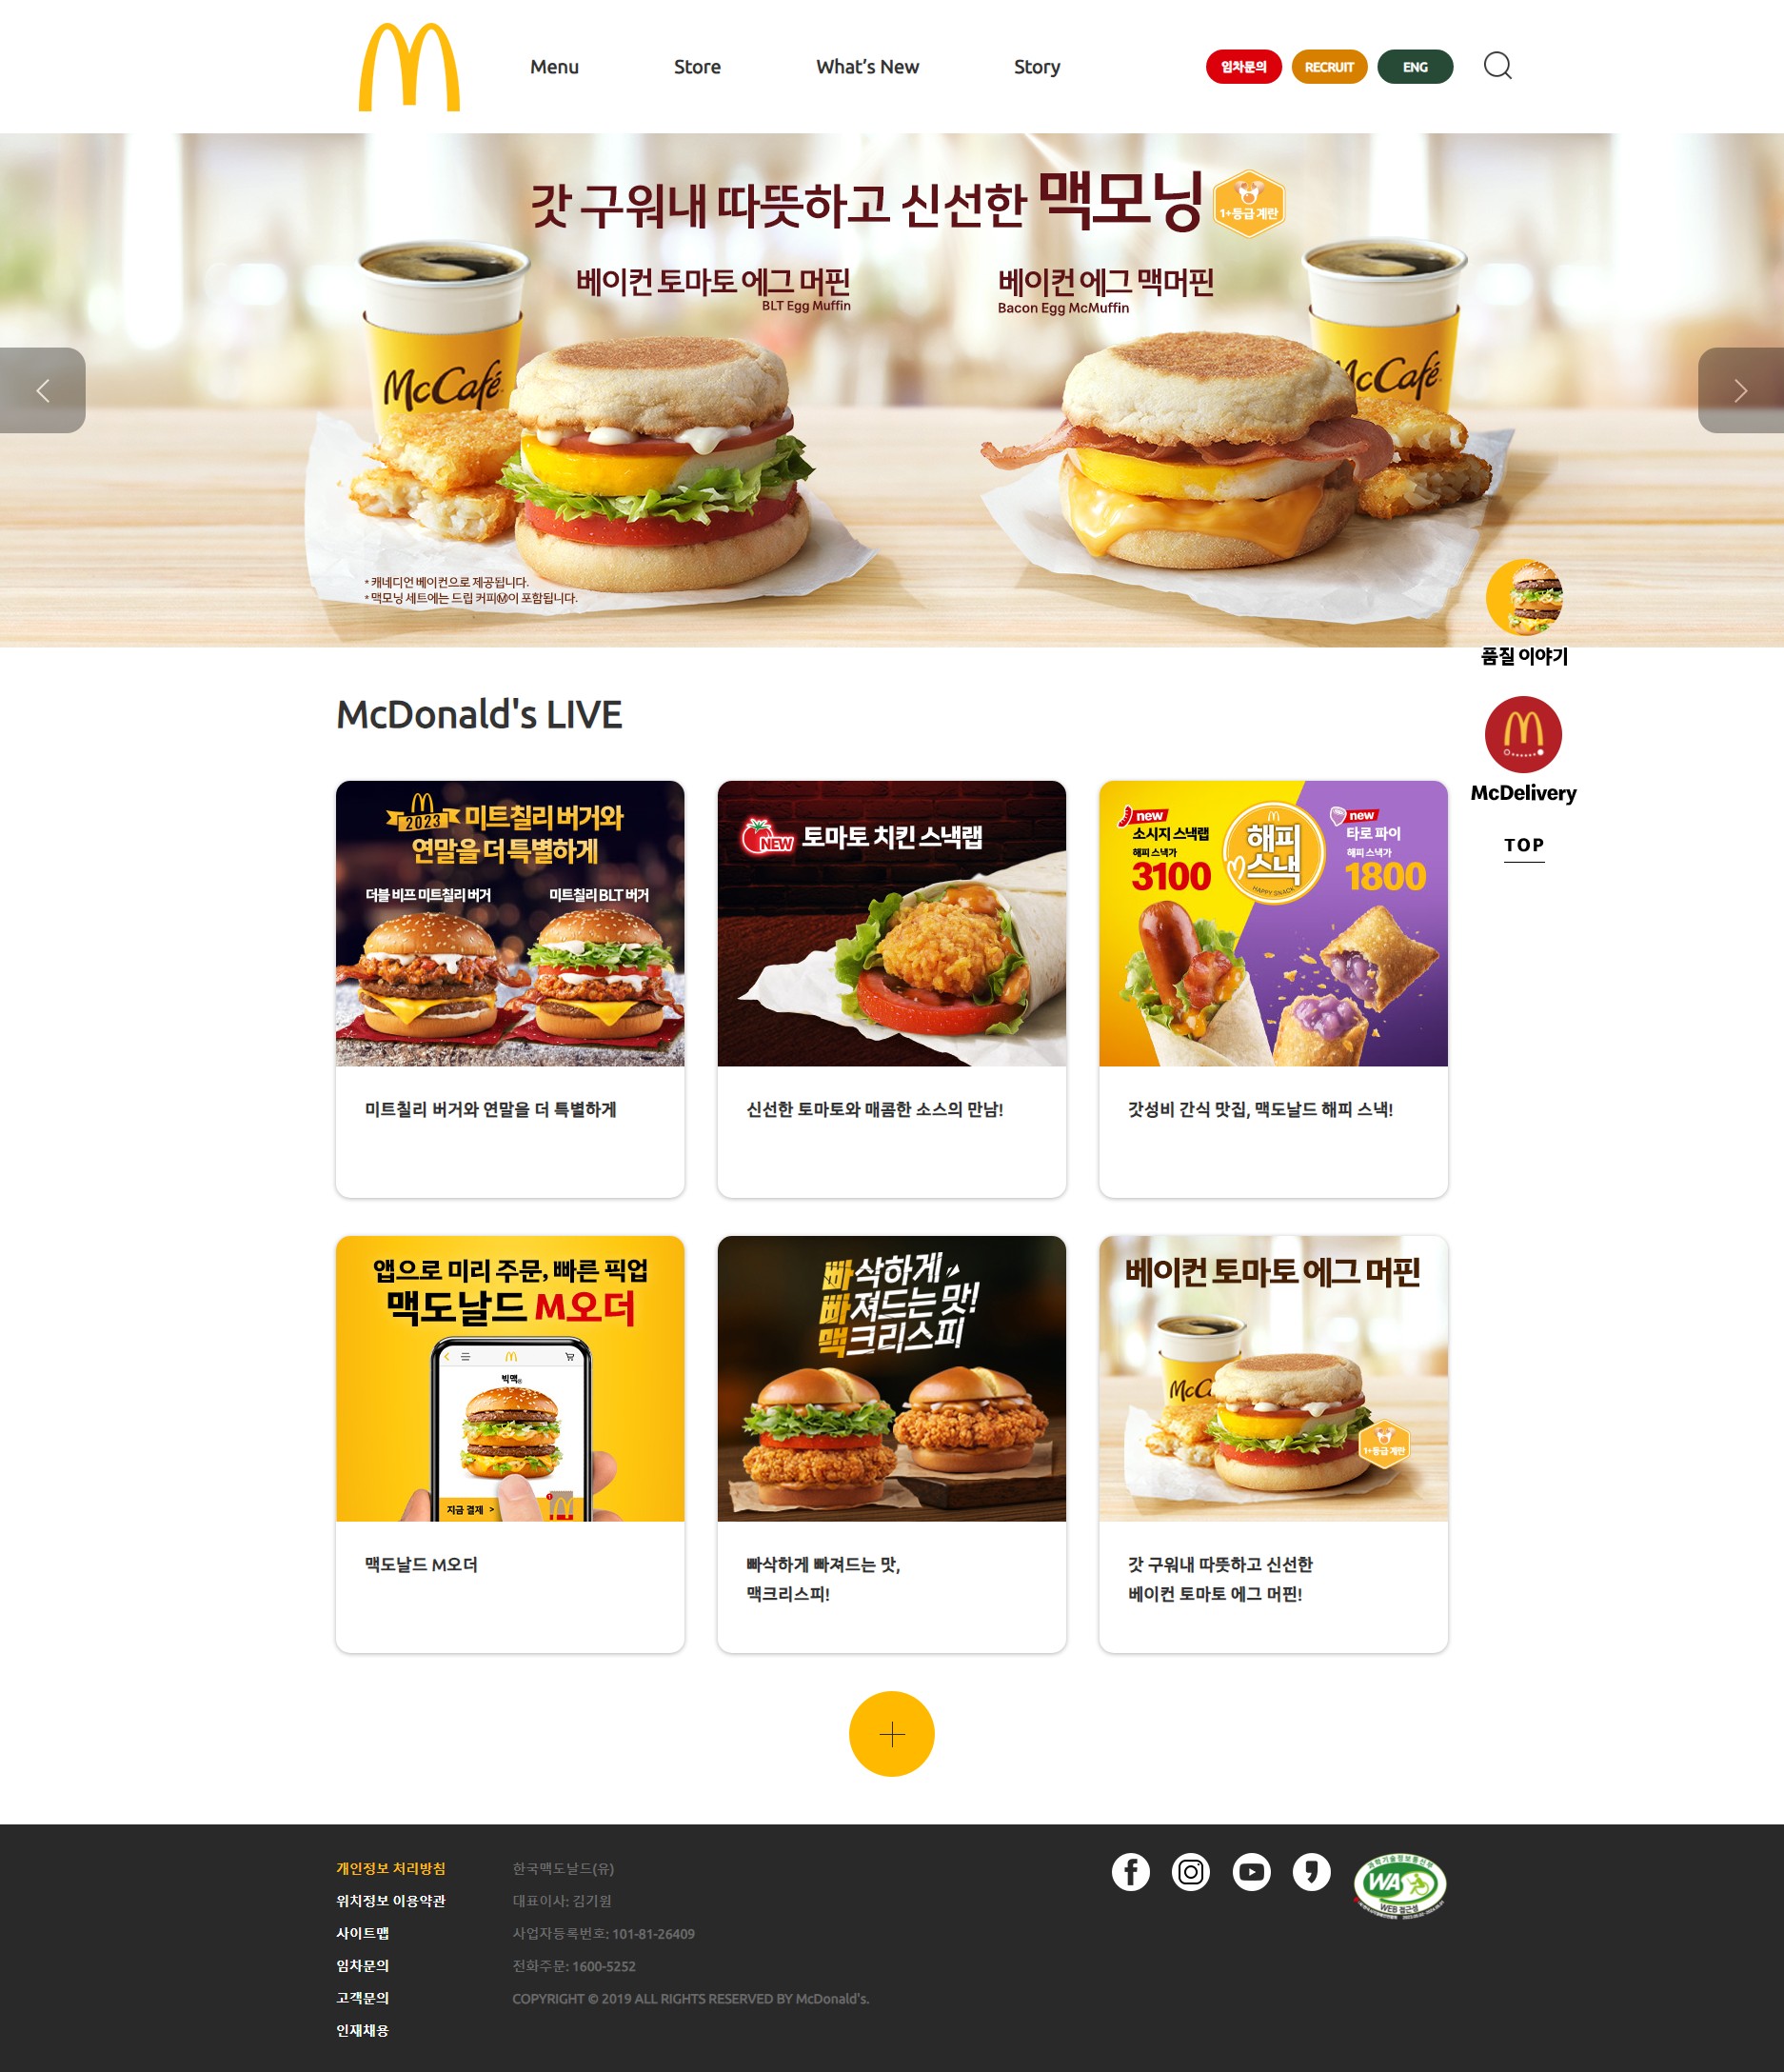 Menu
Store
What's New
Story
임차문의
RECRUIT
ENG
갓 구워내 따뜻하고 신선한 맥모닝
1+등급 계란
베이컨 토마토 에그 머핀
BLT Egg Muffin
베이컨 에그 맥머핀
Bacon Egg McMuffin
McCafé
McCafé
* 캐네디언 베이컨으로 제공됩니다.
* 맥모닝 세트에는 드립 커피Ⓜ이 포함됩니다.
품질 이야기
McDelivery
TOP
McDonald's LIVE
2023 미트칠리 버거와
연말을 더 특별하게
더블 비프 미트칠리 버거
미트칠리 BLT 버거
미트칠리 버거와 연말을 더 특별하게
NEW 토마토 치킨 스낵랩
신선한 토마토와 매콤한 소스의 만남!
new
소시지 스낵랩
해피 스낵가
3100
해피
스낵
HAPPY SNACK
new
타로 파이
해피 스낵가
1800
갓성비 간식 맛집, 맥도날드 해피 스낵!
앱으로 미리 주문, 빠른 픽업
맥도날드 M오더
빅맥
지금 결제 >
맥도날드 M오더
빠삭하게
빠져드는 맛!
맥크리스피
빠삭하게 빠져드는 맛,
맥크리스피!
베이컨 토마토 에그 머핀
McC
1+등급 계란
갓 구워내 따뜻하고 신선한
베이컨 토마토 에그 머핀!
개인정보 처리방침
위치정보 이용약관
사이트맵
임차문의
고객문의
인재채용
한국맥도날드(유)
대표이사: 김기원
사업자등록번호: 101-81-26409
전화주문: 1600-5252
COPYRIGHT © 2019 ALL RIGHTS RESERVED BY McDonald's.
과학기술정보통신부
WA
WEB 접근성